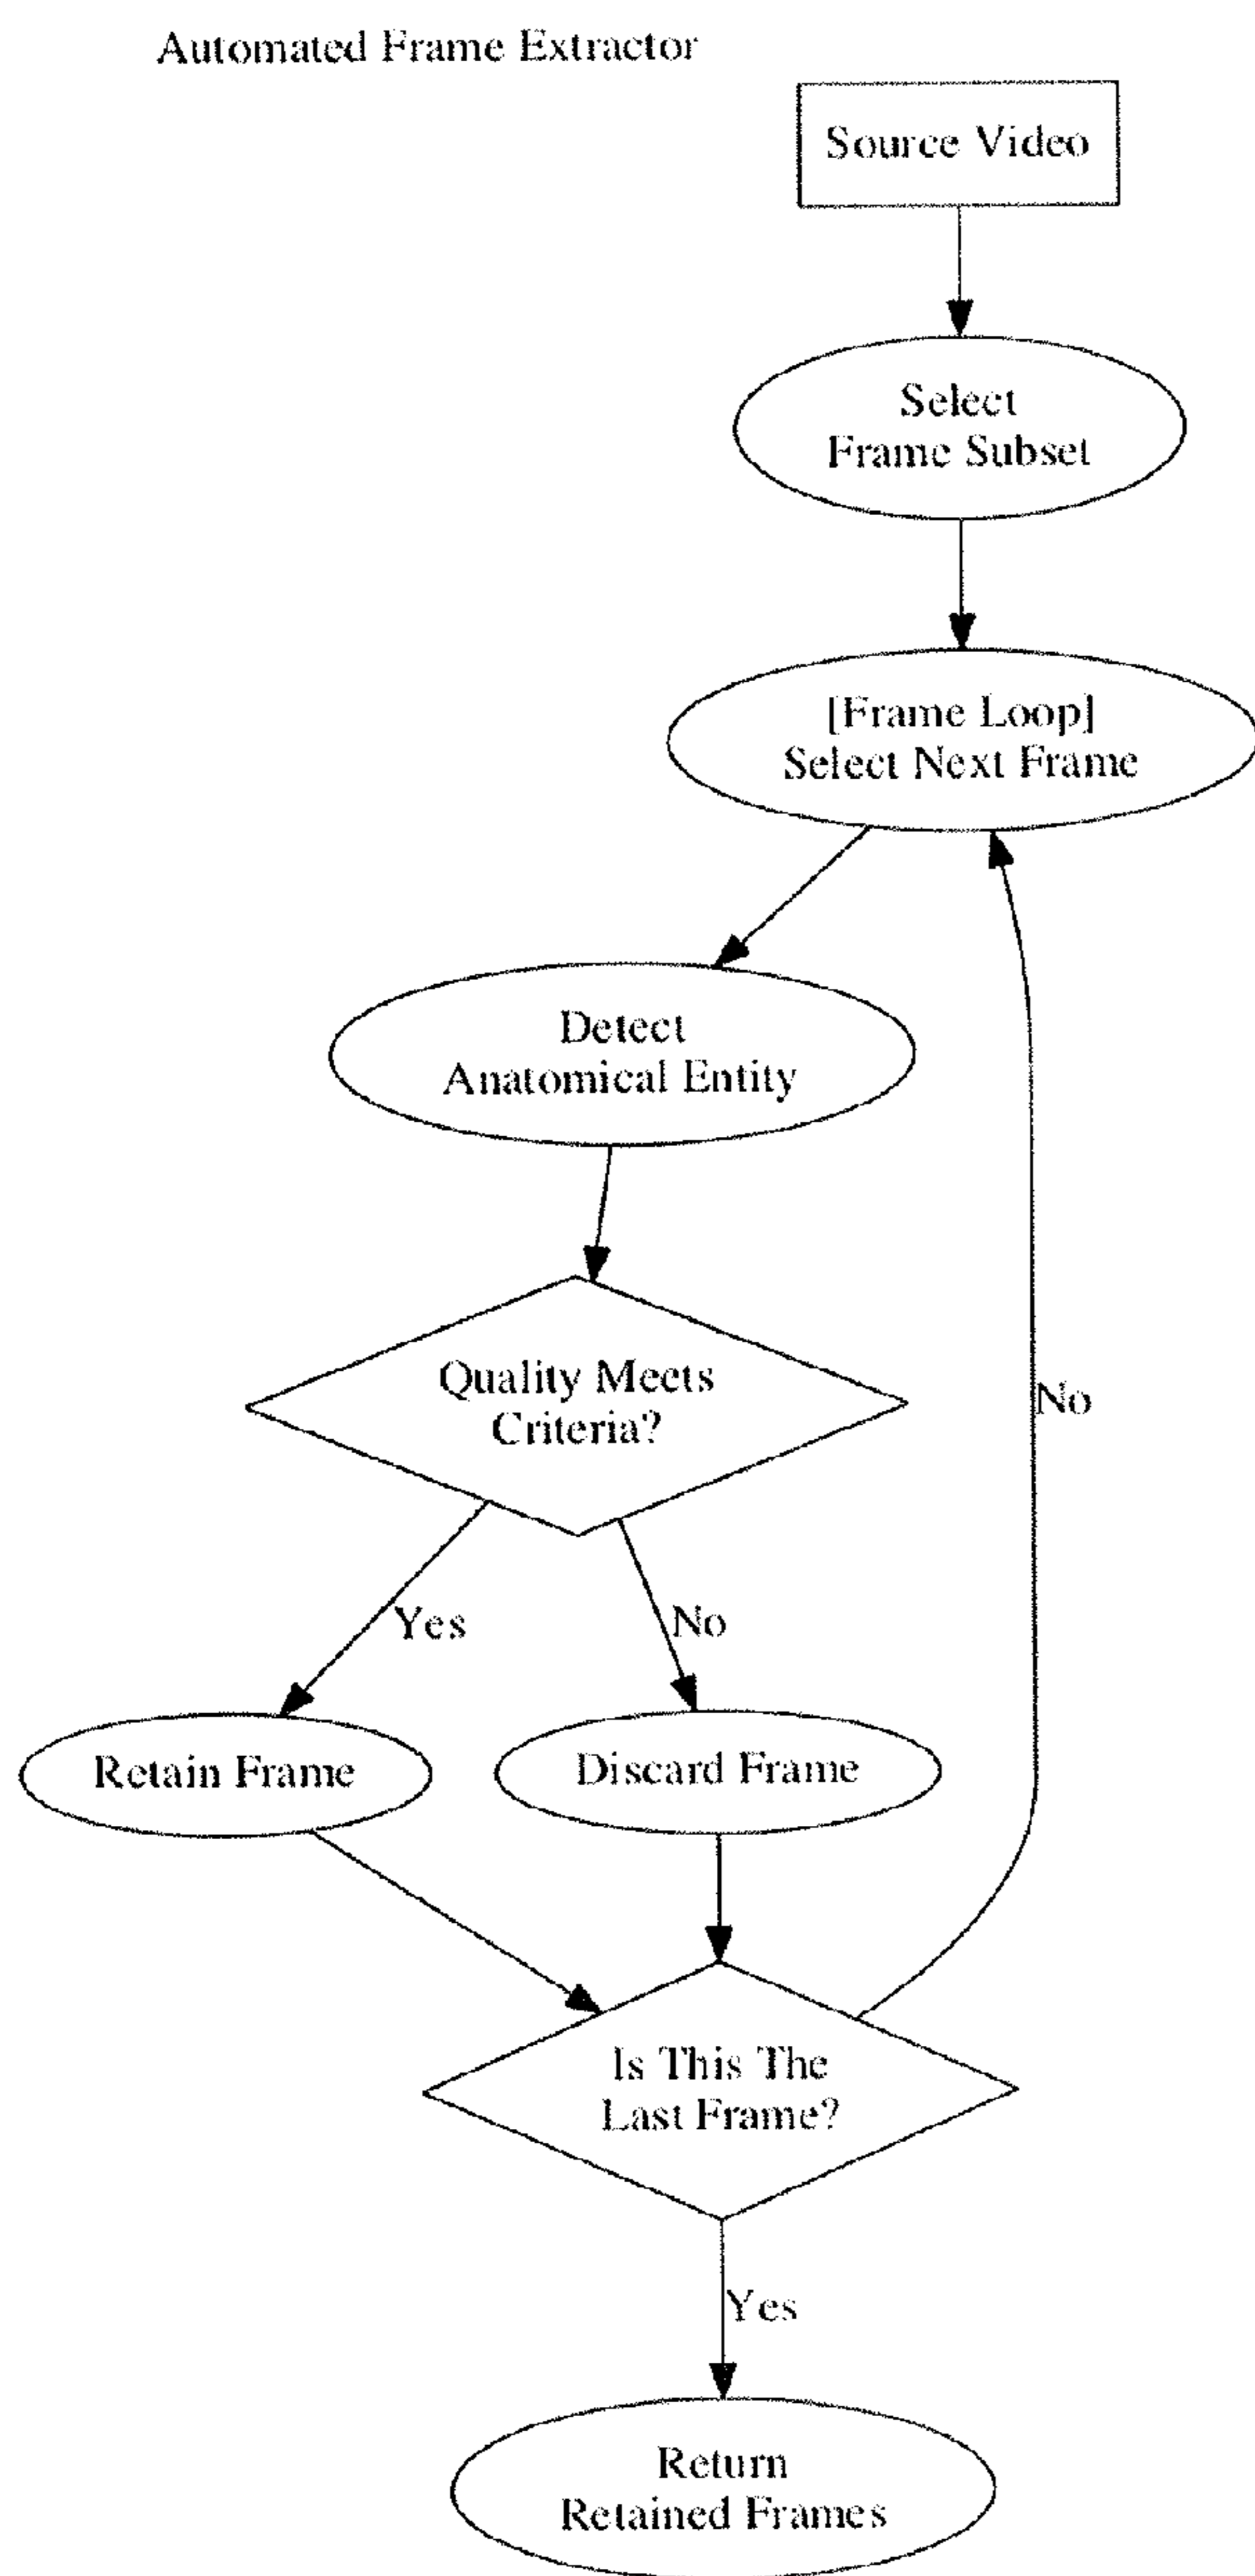 Automated Frame Extractor
Source Video
Select
Frame Subset
[Frame Loop]
Select Next Frame
Detect
Anatomical Entity
Quality Meets
Criteria?
No
Yes
No
Retain Frame
Discard Frame
Is This The
Last Frame?
Yes
Return
Retained Frames